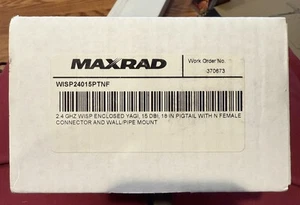 MAXRAD
Work Order No.
370673
WISP24015PTNF
2.4 GHZ WISP ENCLOSED YAGI, 15 DBI, 18 IN PIGTAIL WITH N FEMALE
CONNECTOR AND WALL/PIPE MOUNT